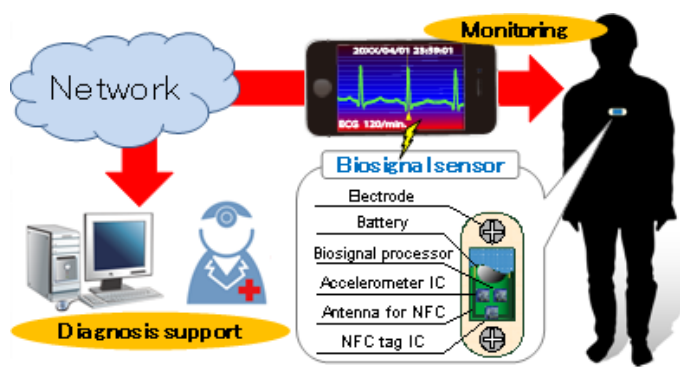 Monitoring
20XX/04/01 23:59:01
Network
ECG 120/min.
Biosignal sensor
Electrode
Battery
Biosignal processor
Accelerometer IC
Antenna for NFC
NFC tag IC
Diagnosis support